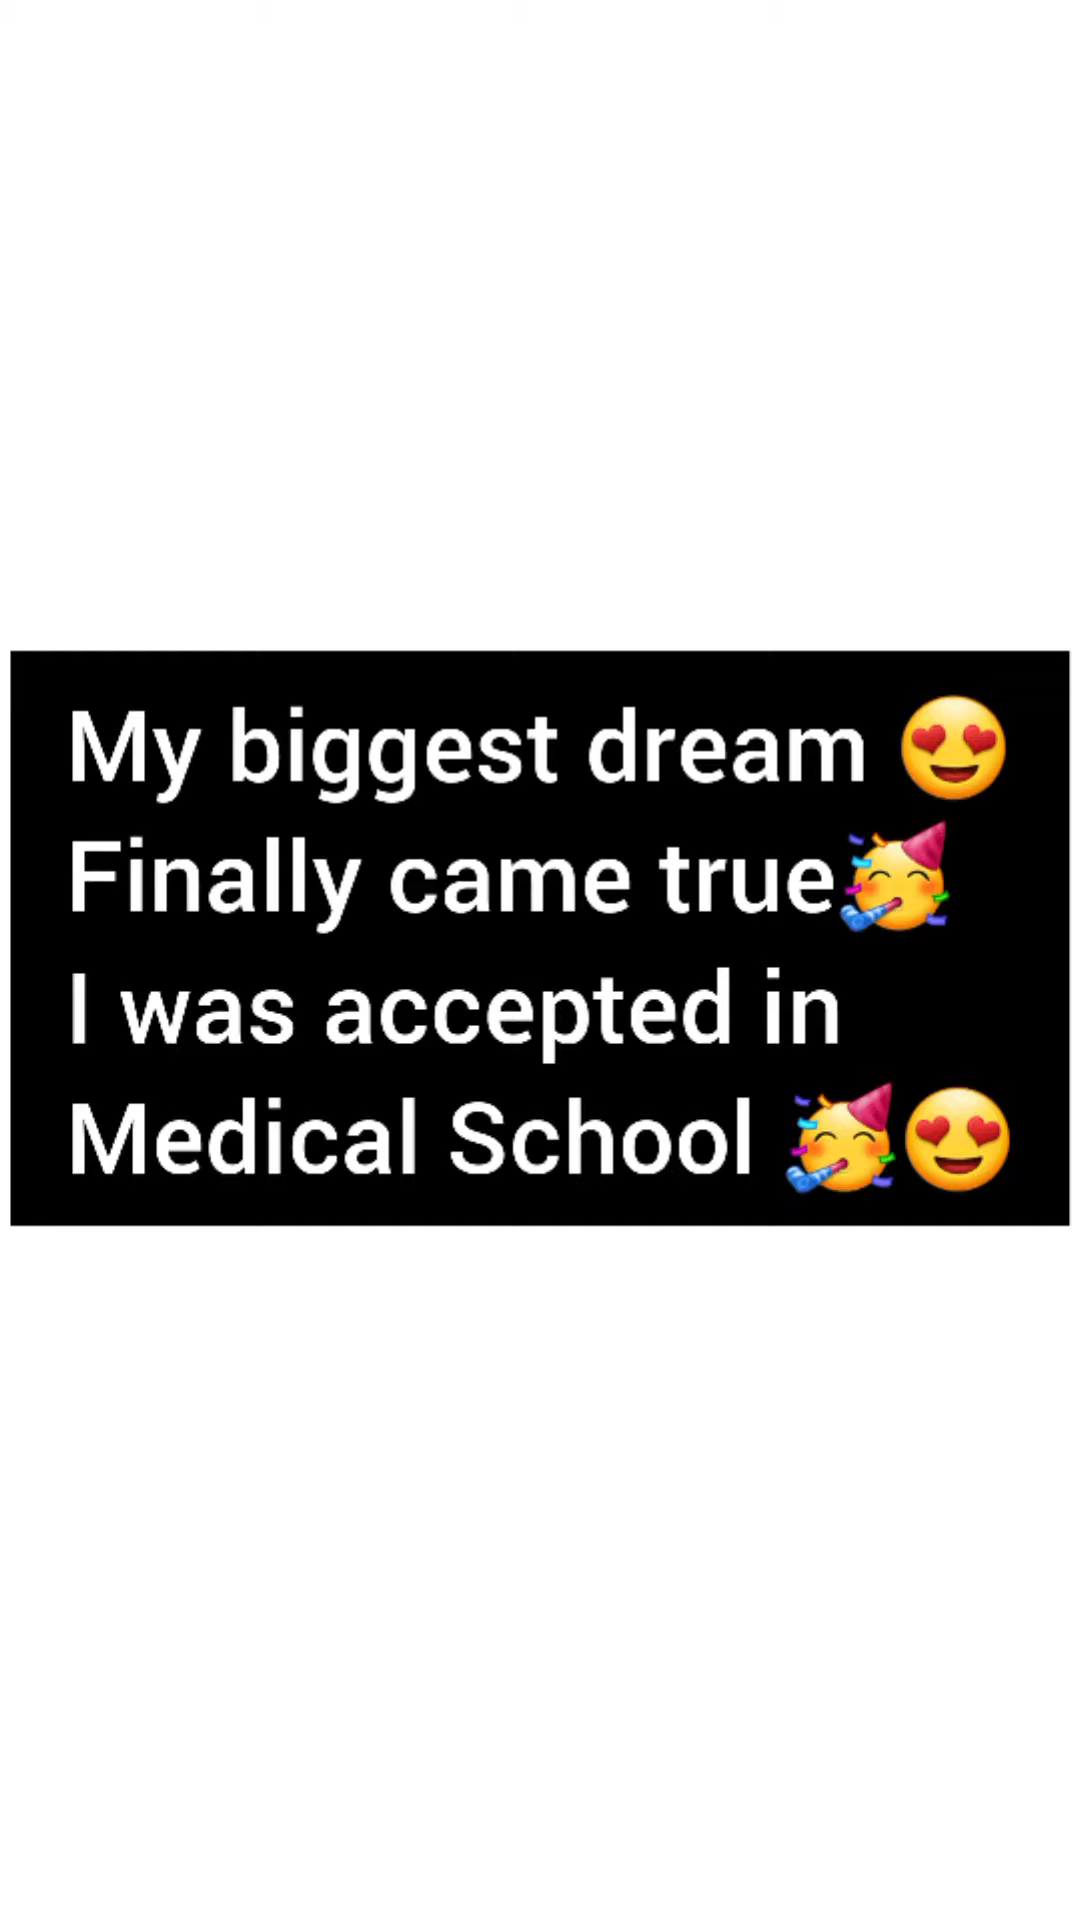 My biggest dream 😍
Finally came true🥳
I was accepted in
Medical School 🥳😍